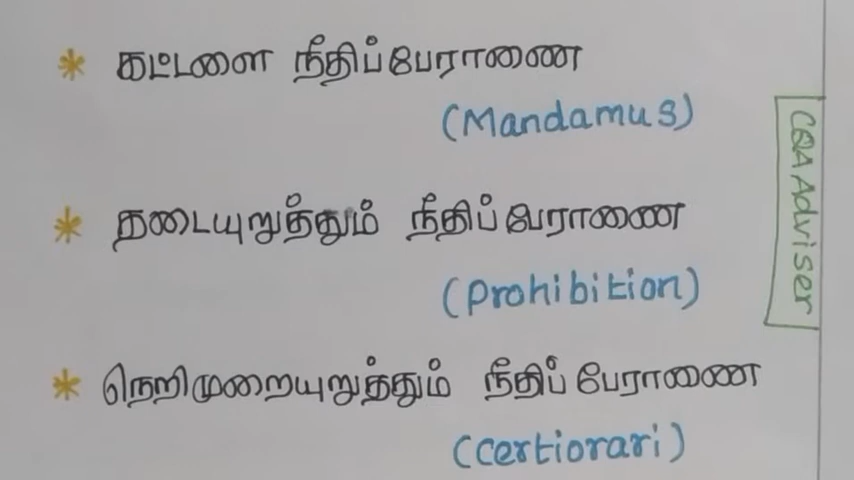 * கட்டளை நீதிப்பேராணை
(Mandamus)
* தடையுறுத்தும் நீதிப்பேராணை
(Prohibition)
* நெறிமுறையுறுத்தும் நீதிப் பேராணை
(Certiorari)
CQA Adviser